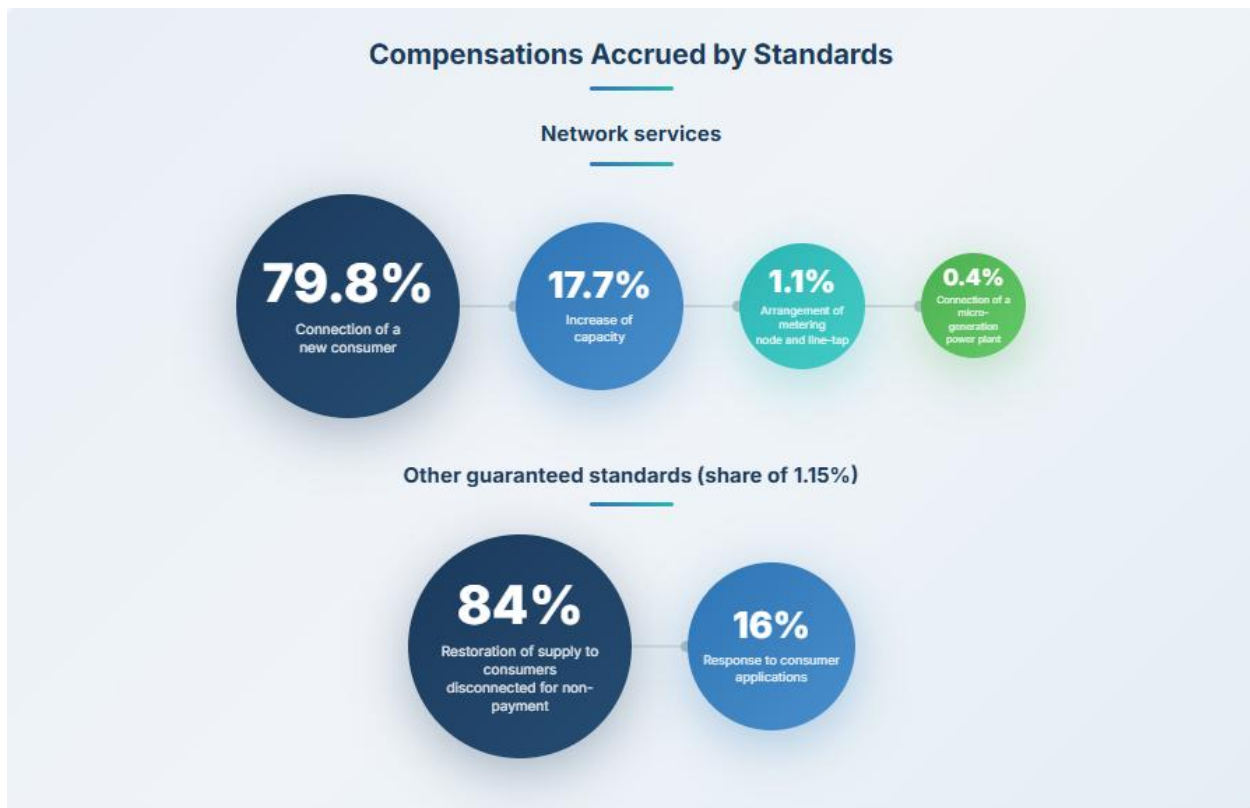 Compensations Accrued by Standards
Network services
79.8%
Connection of a
new consumer
17.7%
Increase of
capacity
1.1%
Arrangement of
metering
node and line-tap
0.4%
Connection of a
micro-
generation
power plant
Other guaranteed standards (share of 1.15%)
84%
Restoration of supply to
consumers
disconnected for non-
payment
16%
Response to consumer
applications